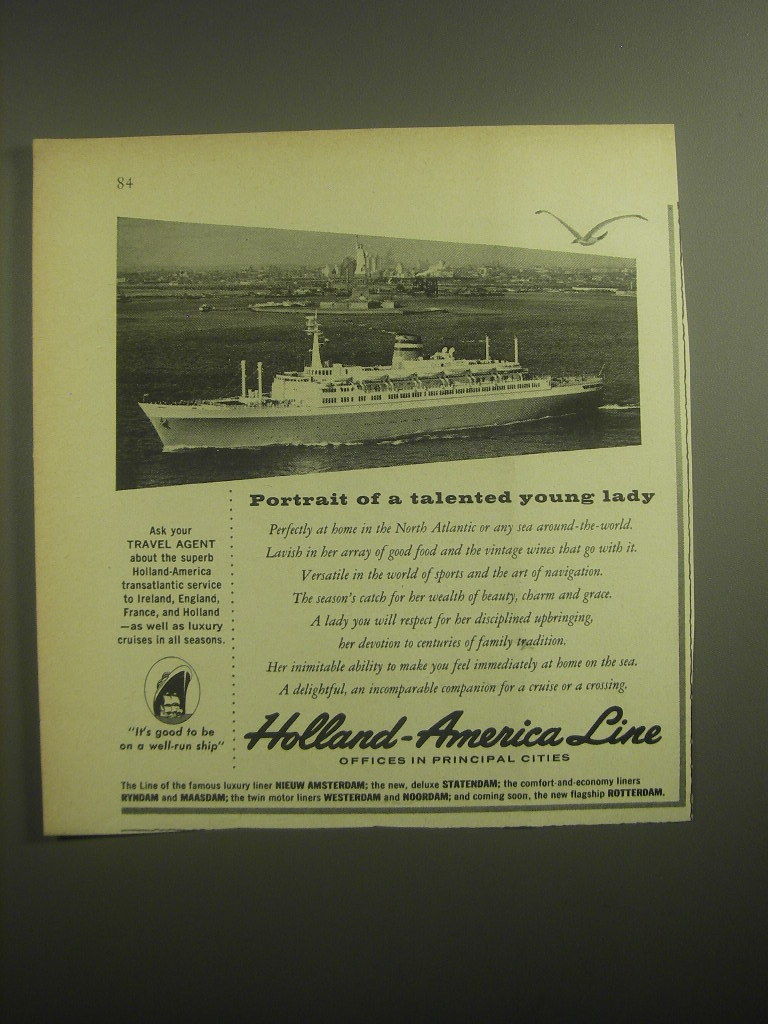 84
Portrait of a talented young lady
Perfectly at home in the North Atlantic or any sea around-the-world.
Lavish in her array of good food and the vintage wines that go with it.
Versatile in the world of sports and the art of navigation.
The season's catch for her wealth of beauty, charm and grace.
A lady you will respect for her disciplined upbringing,
her devotion to centuries of family tradition.
Her inimitable ability to make you feel immediately at home on the sea.
A delightful, an incomparable companion for a cruise or a crossing.
Ask your
TRAVEL AGENT
about the superb
Holland-America
transatlantic service
to Ireland, England,
France, and Holland
—as well as luxury
cruises in all seasons.
"It's good to be
on a well-run ship"
Holland-America Line
OFFICES IN PRINCIPAL CITIES
The Line of the famous luxury liner NIEUW AMSTERDAM; the new, deluxe STATENDAM; the comfort-and-economy liners
RYNDAM and MAASDAM; the twin motor liners WESTERDAM and NOORDAM; and coming soon, the new flagship ROTTERDAM.